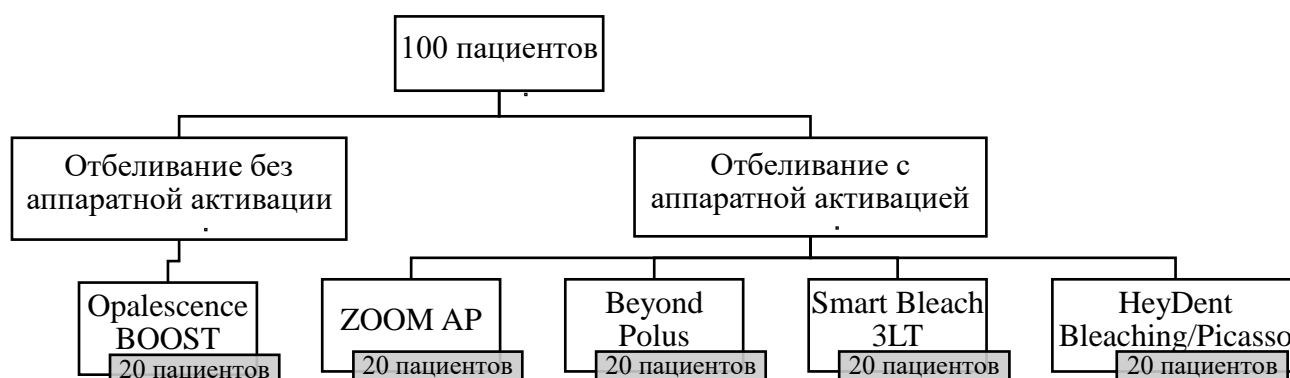 100 пациентов
Отбеливание без
аппаратной активации
Отбеливание с
аппаратной активацией
Opalescence
BOOST
20 пациентов
ZOOM AP
20 пациентов
Beyond
Polus
20 пациентов
Smart Bleach
3LT
20 пациентов
HeyDent
Bleaching/Picasso
20 пациентов